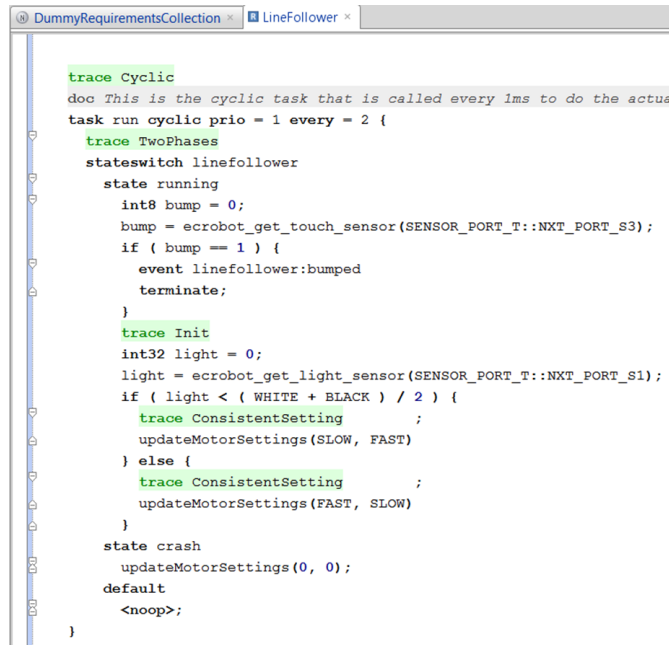 DummyRequirementsCollection LineFollower
trace Cyclic
doc This is the cyclic task that is called every 1ms to do the actua
task run cyclic prio = 1 every = 2 {
trace TwoPhases
stateswitch linefollower
state running
int8 bump = 0;
bump = ecrobot_get_touch_sensor(SENSOR_PORT_T::NXT_PORT_S3);
if ( bump == 1 ) {
event linefollower:bumped
terminate;
}
trace Init
int32 light = 0;
light = ecrobot_get_light_sensor(SENSOR_PORT_T::NXT_PORT_S1);
if ( light < ( WHITE + BLACK ) / 2 ) {
trace ConsistentSetting ;
updateMotorSettings(SLOW, FAST)
} else {
trace ConsistentSetting ;
updateMotorSettings(FAST, SLOW)
}
state crash
updateMotorSettings(0, 0);
default
<noop>;
}